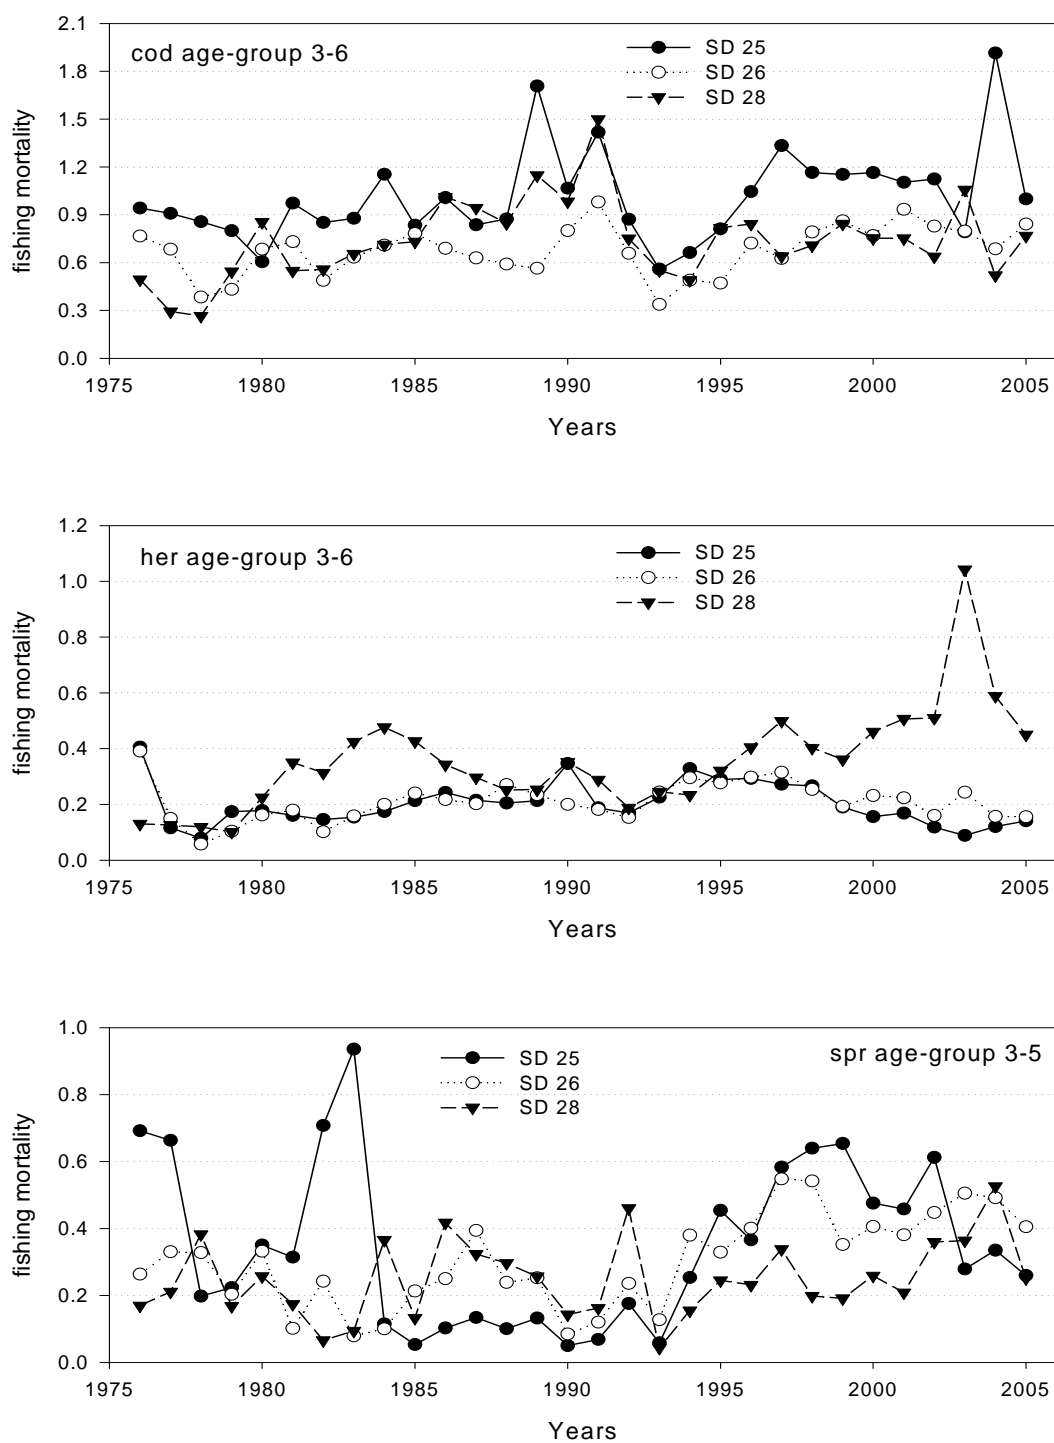 2.1
cod age-group 3-6
SD 25
SD 26
SD 28
1.8
1.5
1.2
0.9
0.6
0.3
0.0
fishing mortality
1975 1980 1985 1990 1995 2000 2005
Years
1.2
her age-group 3-6
SD 25
SD 26
SD 28
1.0
0.8
0.6
0.4
0.2
0.0
fishing mortality
1975 1980 1985 1990 1995 2000 2005
Years
1.0
SD 25
SD 26
SD 28
spr age-group 3-5
0.8
0.6
0.4
0.2
0.0
fishing mortality
1975 1980 1985 1990 1995 2000 2005
Years